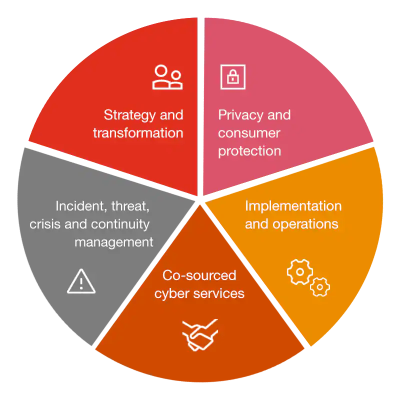 Strategy and
transformation
Privacy and
consumer
protection
Implementation
and operations
Co-sourced
cyber services
Incident, threat,
crisis and continuity
management